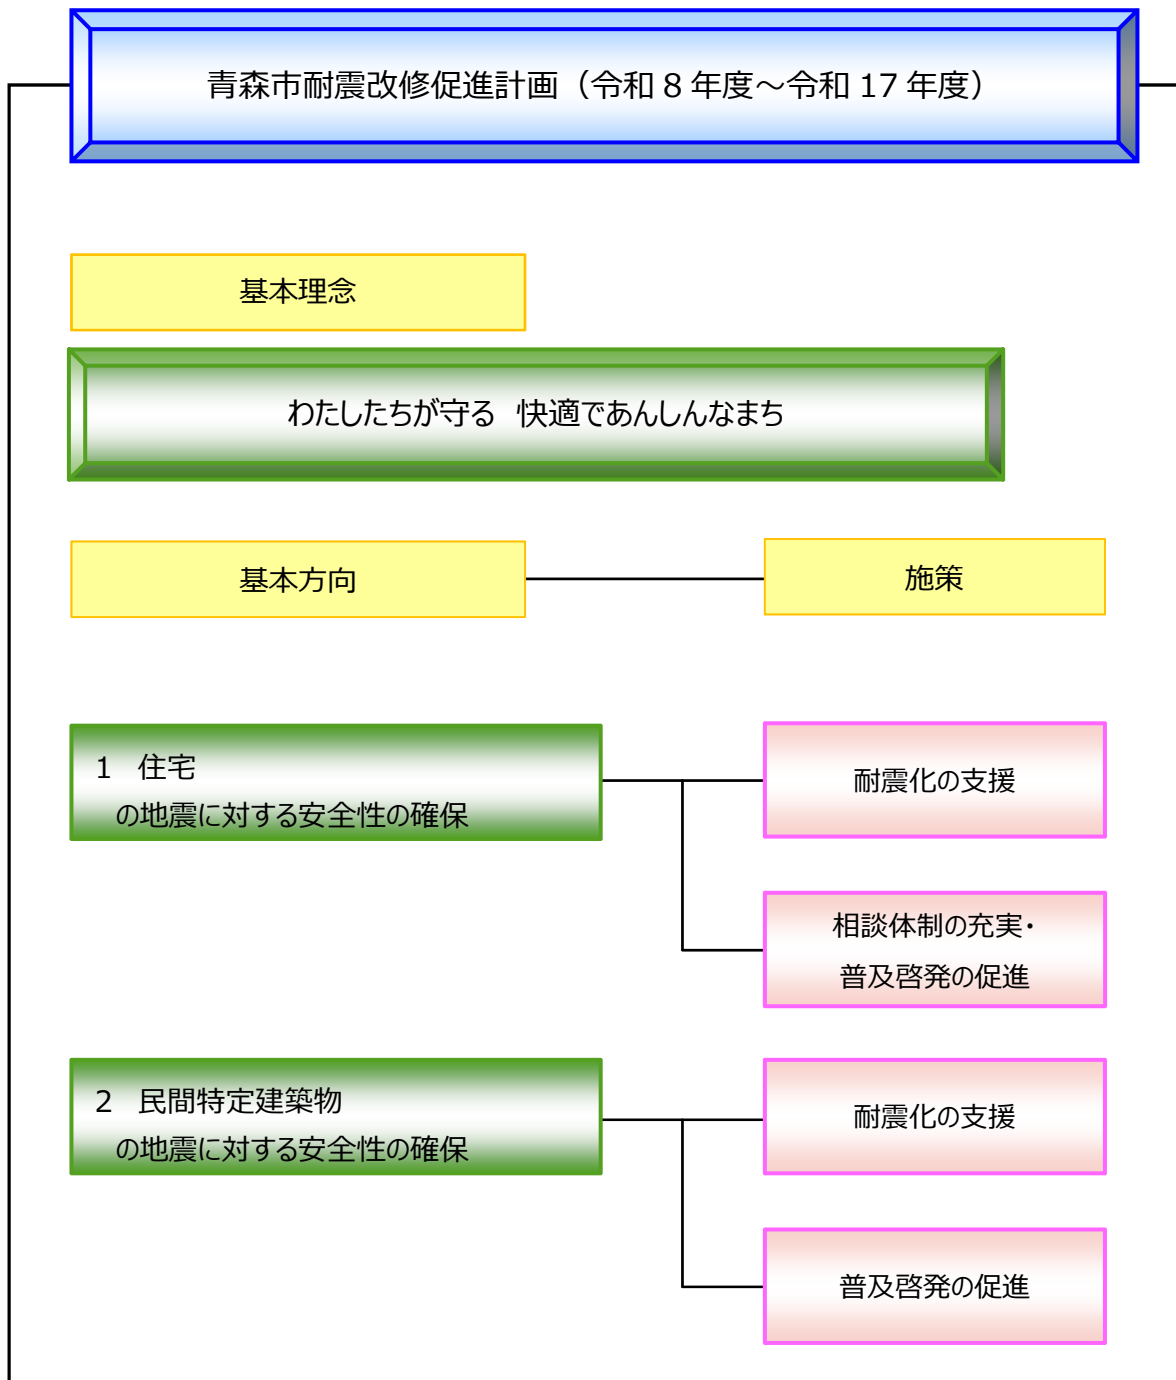 青森市耐震改修促進計画（令和 8 年度～令和 17 年度）
基本理念
わたしたちが守る　快適であんしんなまち
基本方向
施策
1　住宅
の地震に対する安全性の確保
耐震化の支援
相談体制の充実・
普及啓発の促進
2　民間特定建築物
の地震に対する安全性の確保
耐震化の支援
普及啓発の促進